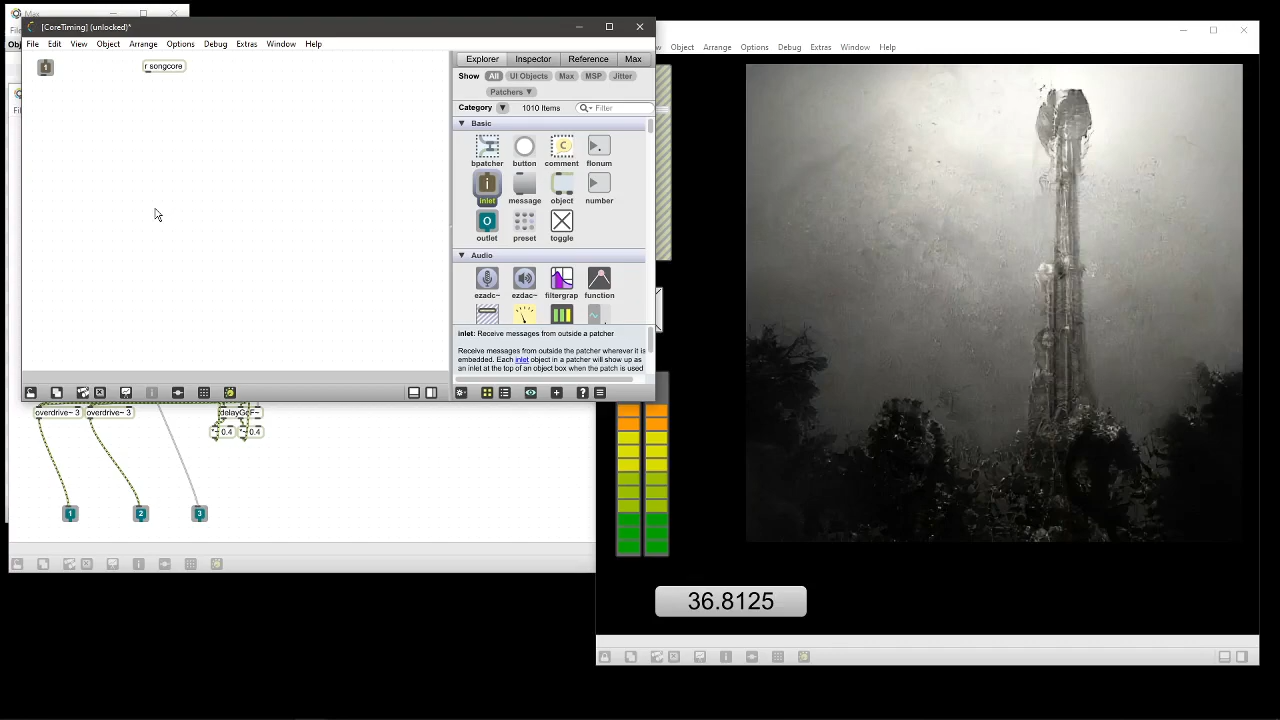 Max
[CoreTiming] (unlocked)*
File Edit View Object Arrange Options Debug Extras Window Help
Object Arrange Options Debug Extras Window Help
1
r songcore
Explorer Inspector Reference Max
Show All UI Objects Max MSP Jitter
Patchers ▼
Category ▼ 1010 Items Filter
▼ Basic
bpatcher button comment flonum
inlet message object number
outlet preset toggle
▼ Audio
ezadc~ ezdac~ filtergrap function
inlet: Receive messages from outside a patcher
Receive messages from outside the patcher wherever it is
embedded. Each inlet object in a patcher will show up as
an inlet at the top of an object box when the patch is used
overdrive~ 3 overdrive~ 3
*~ 0.4 *~ 0.4
1 2 3
36.8125